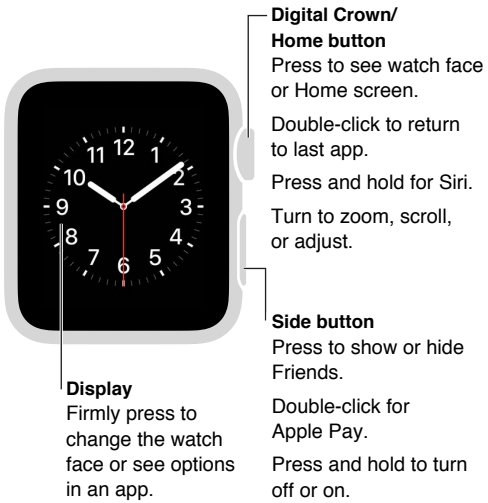 Digital Crown/
Home button
Press to see watch face
or Home screen.
Double-click to return
to last app.
Press and hold for Siri.
Turn to zoom, scroll,
or adjust.
12
11
1
10
2
9
3
8
4
7
6
5
Side button
Press to show or hide
Friends.
Double-click for
Apple Pay.
Press and hold to turn
off or on.
Display
Firmly press to
change the watch
face or see options
in an app.